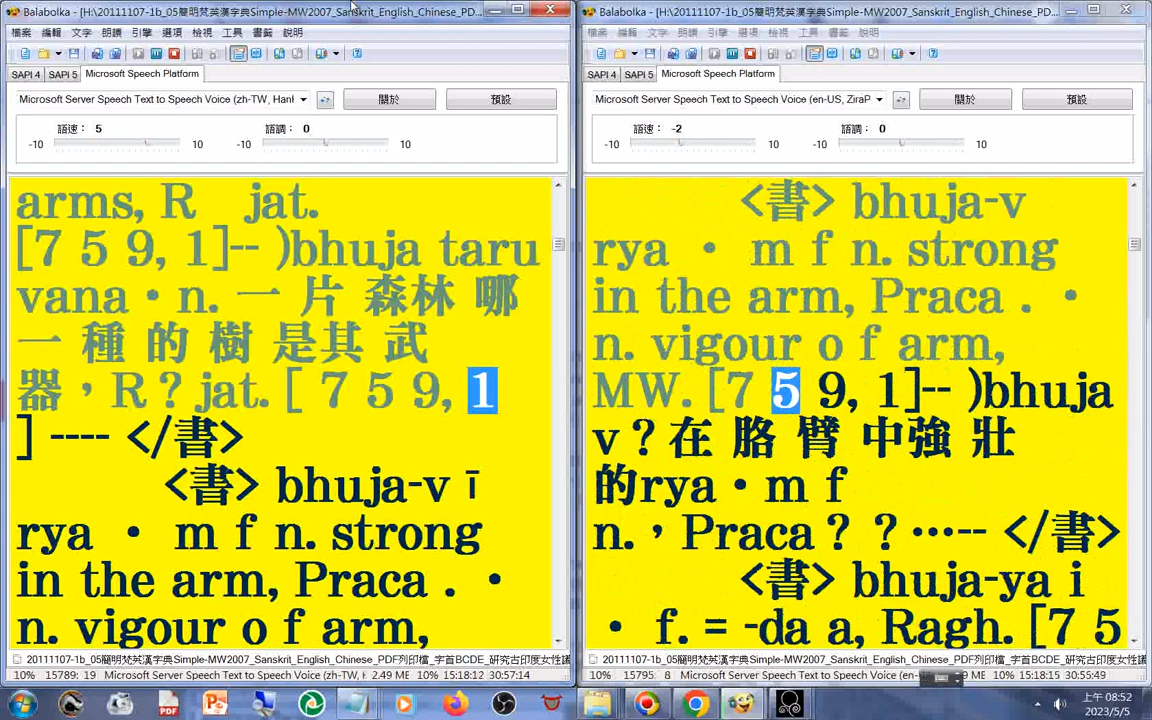 Balabolka - [H:\20111107-1b_05簡明梵英漢字典Simple-MW2007_Sanskrit_English_Chinese_PD...
檔案 編輯 文字 朗讀 引擎 選項 檢視 工具 書籤 說明
SAPI 4 SAPI 5 Microsoft Speech Platform
Microsoft Server Speech Text to Speech Voice (zh-TW, Hanl
關於 預設
語速： 5 語調： 0
-10 10 -10 10
arms, R jat.
[7 5 9, 1]-- )bhuja taru
vana • n. 一 片 森林 哪
一 種 的 樹 是其 武
器，R？jat. [ 7 5 9, 1
] ---- </書>
<書> bhuja-v ī
rya • m f n. strong
in the arm, Praca . •
n. vigour o f arm,
20111107-1b_05簡明梵英漢字典Simple-MW2007_Sanskrit_English_Chinese_PDF列印檔_字首BCDE_研究古印度女性議
10% 15789: 19 Microsoft Server Speech Text to Speech Voice (zh-TW, H 2.49 MB 10% 15:18:12 30:57:14
Balabolka - [H:\20111107-1b_05簡明梵英漢字典Simple-MW2007_Sanskrit_English_Chinese_PD...
檔案 編輯 文字 朗讀 引擎 選項 檢視 工具 書籤 說明
SAPI 4 SAPI 5 Microsoft Speech Platform
Microsoft Server Speech Text to Speech Voice (en-US, ZiraP
關於 預設
語速： -2 語調： 0
-10 10 -10 10
<書> bhuja-v
rya • m f n. strong
in the arm, Praca . •
n. vigour o f arm,
MW. [7 5 9, 1]-- )bhuja
v？在 胳 臂 中強 壯
的rya • m f
n.，Praca？？…-- </書>
<書> bhuja-ya i
• f. = -da a, Ragh. [7 5
20111107-1b_05簡明梵英漢字典Simple-MW2007_Sanskrit_English_Chinese_PDF列印檔_字首BCDE_研究古印度女性議
10% 15795: 8 Microsoft Server Speech Text to Speech Voice (en-US, ZiraP 10% 15:18:15 30:55:49
PDF
上午 08:52
2023/5/5